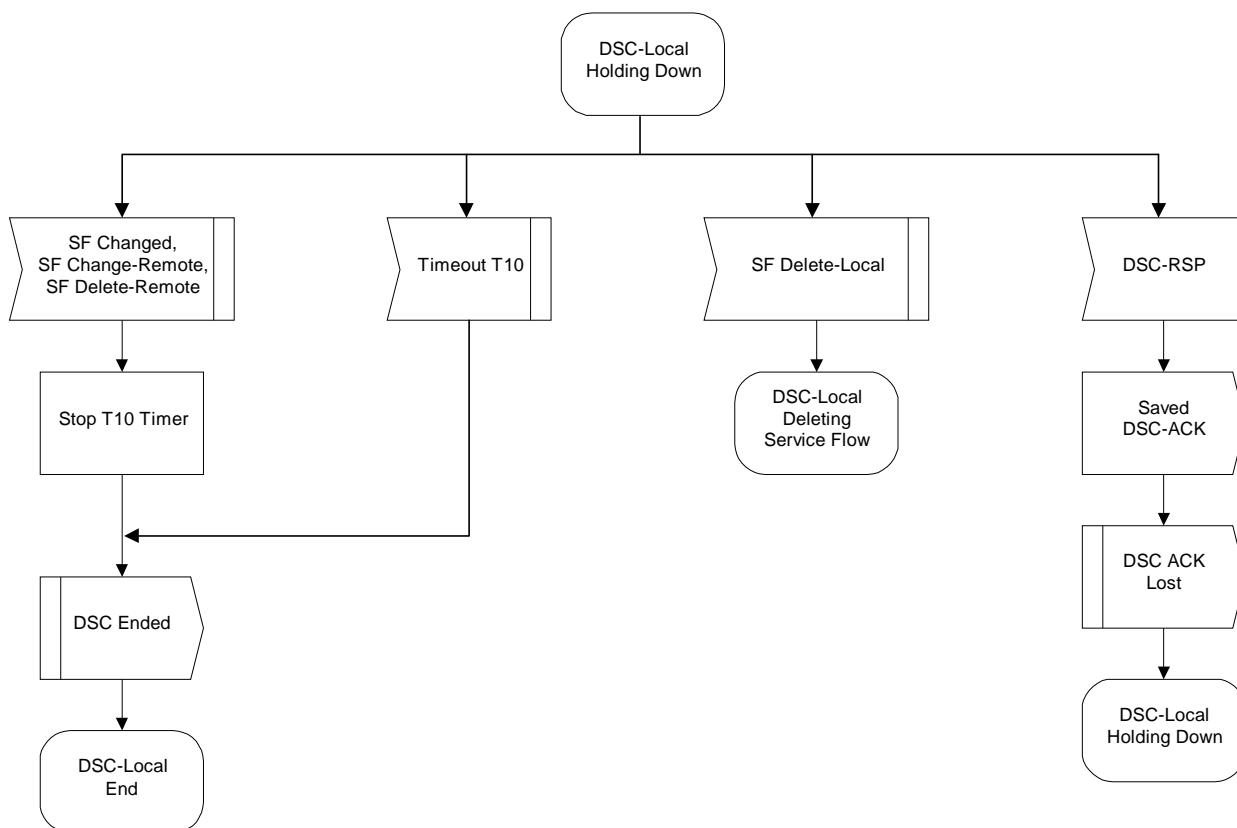 DSC-Local
Holding Down
SF Changed,
SF Change-Remote,
SF Delete-Remote
Timeout T10
SF Delete-Local
DSC-RSP
Stop T10 Timer
DSC-Local
Deleting
Service Flow
Saved
DSC-ACK
DSC Ended
DSC ACK
Lost
DSC-Local
End
DSC-Local
Holding Down